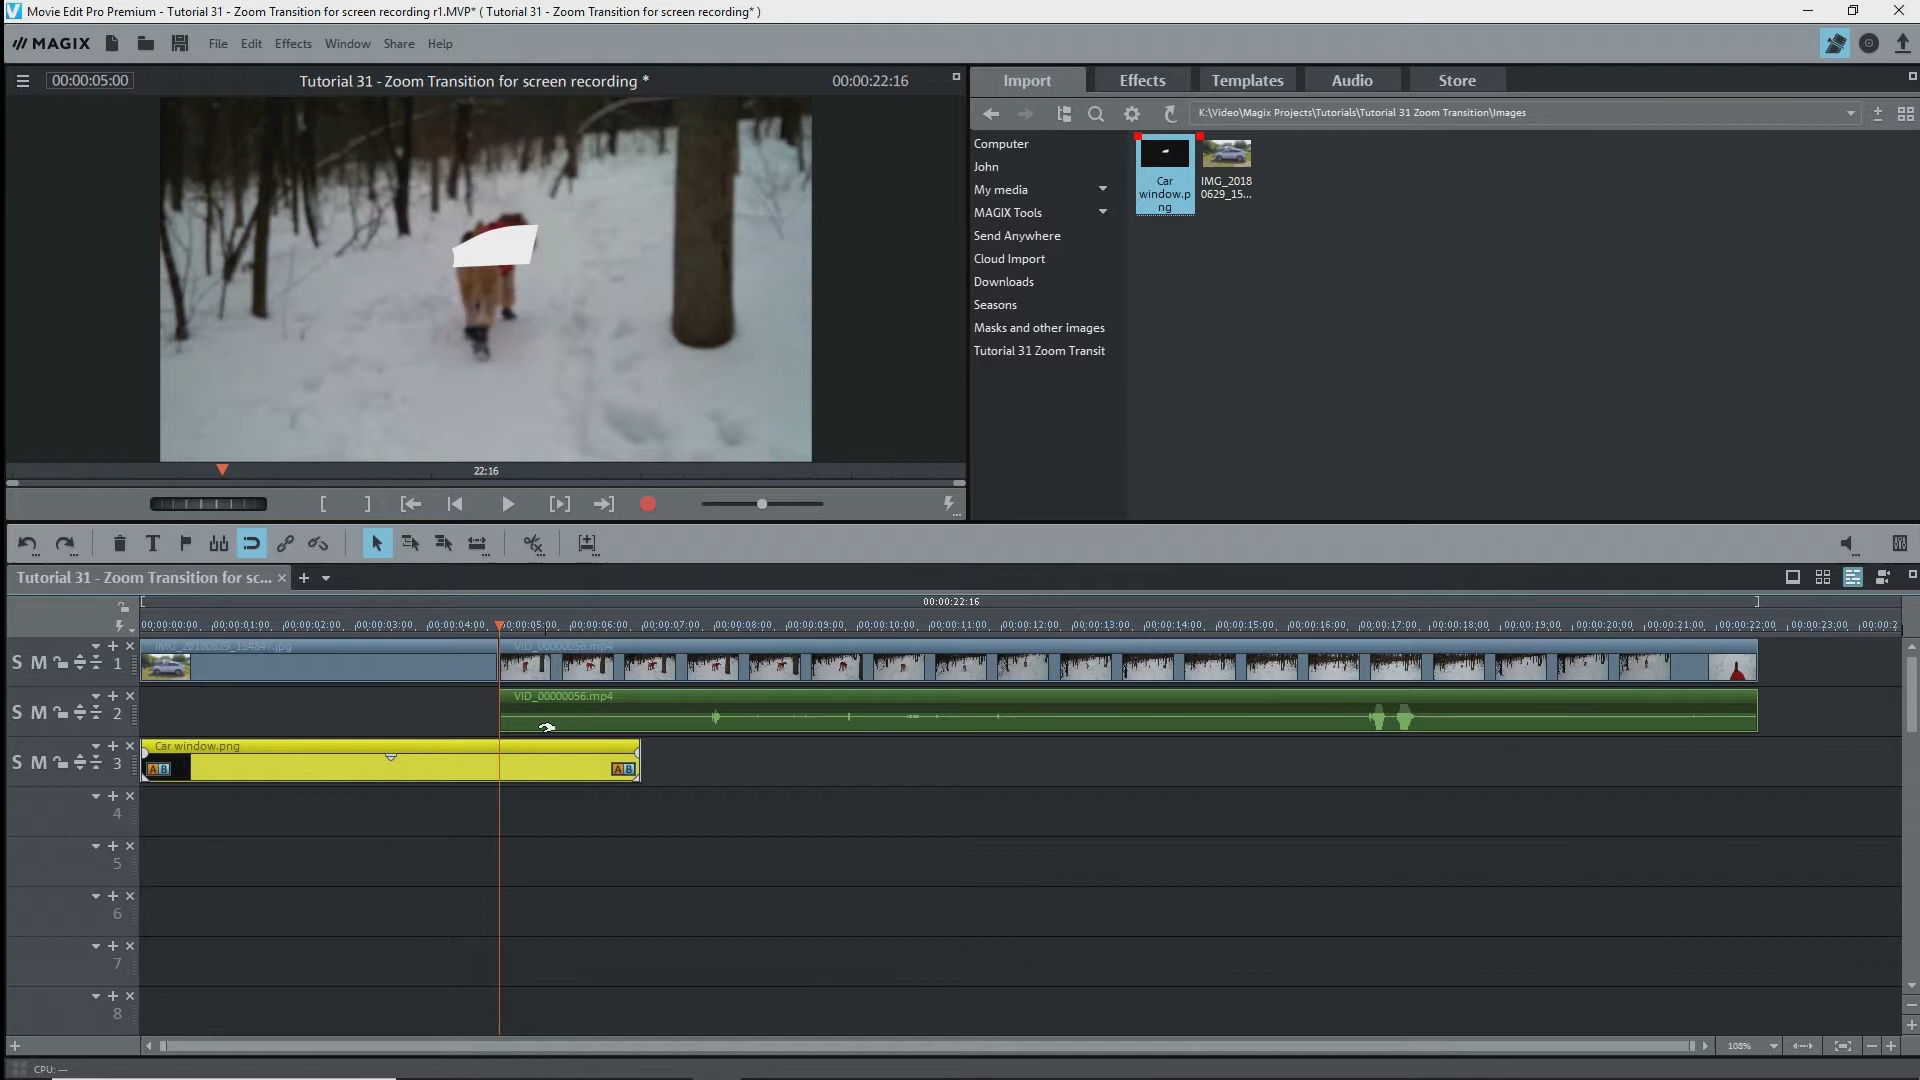 Movie Edit Pro Premium - Tutorial 31 - Zoom Transition for screen recording r1.MVP* ( Tutorial 31 - Zoom Transition for screen recording* )
MAGIX File Edit Effects Window Share Help
00:00:05:00 Tutorial 31 - Zoom Transition for screen recording * 00:00:22:16
Import Effects Templates Audio Store
K:\Video\Magix Projects\Tutorials\Tutorial 31 Zoom Transition\Images
Computer
John
My media
MAGIX Tools
Send Anywhere
Cloud Import
Downloads
Seasons
Masks and other images
Tutorial 31 Zoom Transit
Car
window.p
ng
IMG_2018
0629_15...
22:16
Tutorial 31 - Zoom Transition for sc...
00:00:22:16
00:00:00:00 00:00:01:00 00:00:02:00 00:00:03:00 00:00:04:00 00:00:05:00 00:00:06:00 00:00:07:00 00:00:08:00 00:00:09:00 00:00:10:00 00:00:11:00 00:00:12:00 00:00:13:00 00:00:14:00 00:00:15:00 00:00:16:00 00:00:17:00 00:00:18:00 00:00:19:00 00:00:20:00 00:00:21:00 00:00:22:00 00:00:23:00 00:00:2
IMG_20180629_154847.jpg VID_00000056.mp4
S M 1
VID_00000056.mp4
S M 2
Car window.png
S M 3
A B A B
4
5
6
7
8
108%
CPU: —